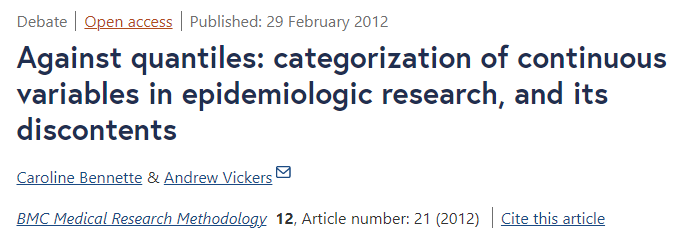 Debate | Open access | Published: 29 February 2012
Against quantiles: categorization of continuous
variables in epidemiologic research, and its
discontents
Caroline Bennette & Andrew Vickers
BMC Medical Research Methodology 12, Article number: 21 (2012) | Cite this article